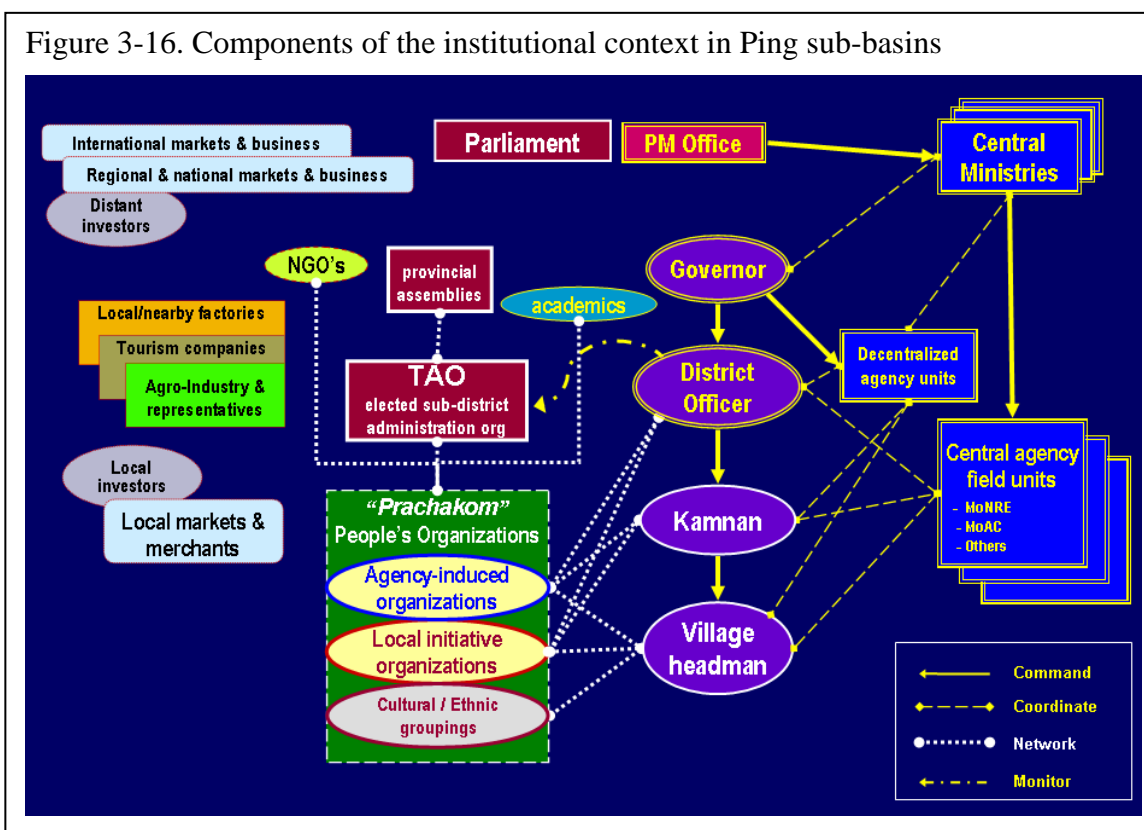 Figure 3-16. Components of the institutional context in Ping sub-basins
International markets & business
Regional & national markets & business
Distant
investors
Parliament
PM Office
Central
Ministries
NGO's
provincial
assemblies
academics
Governor
Local/nearby factories
Tourism companies
Agro-Industry &
representatives
TAO
elected sub-district
administration org
District
Officer
Decentralized
agency units
Local
investors
Local markets &
merchants
“Prachakom”
People's Organizations
Agency-induced
organizations
Local initiative
organizations
Cultural / Ethnic
groupings
Kamnan
Village
headman
Central agency
field units
- MoNRE
- MoAC
- Others
Command
Coordinate
Network
Monitor